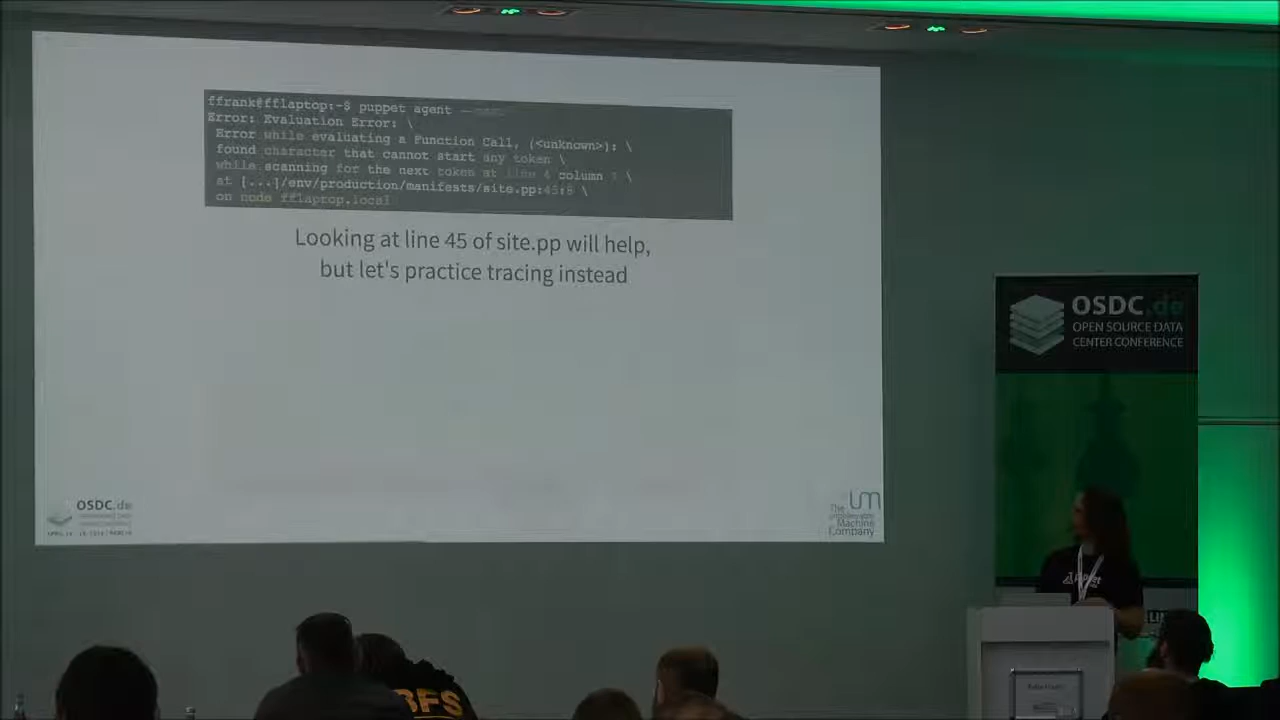 ffrank@fflaptop:~$ puppet agent
Error: Evaluation Error: \
Error while evaluating a Function Call, (<unknown>): \
found character that cannot start any token \
while scanning for the next token at line 4 column \
at [...]/env/production/manifests/site.pp:45:8 \
on node fflaptop.local
Looking at line 45 of site.pp will help,
but let's practice tracing instead
OSDC.de
OPEN SOURCE DATA
CENTER CONFERENCE
OSDC.de
The
Machine
Company
BFS